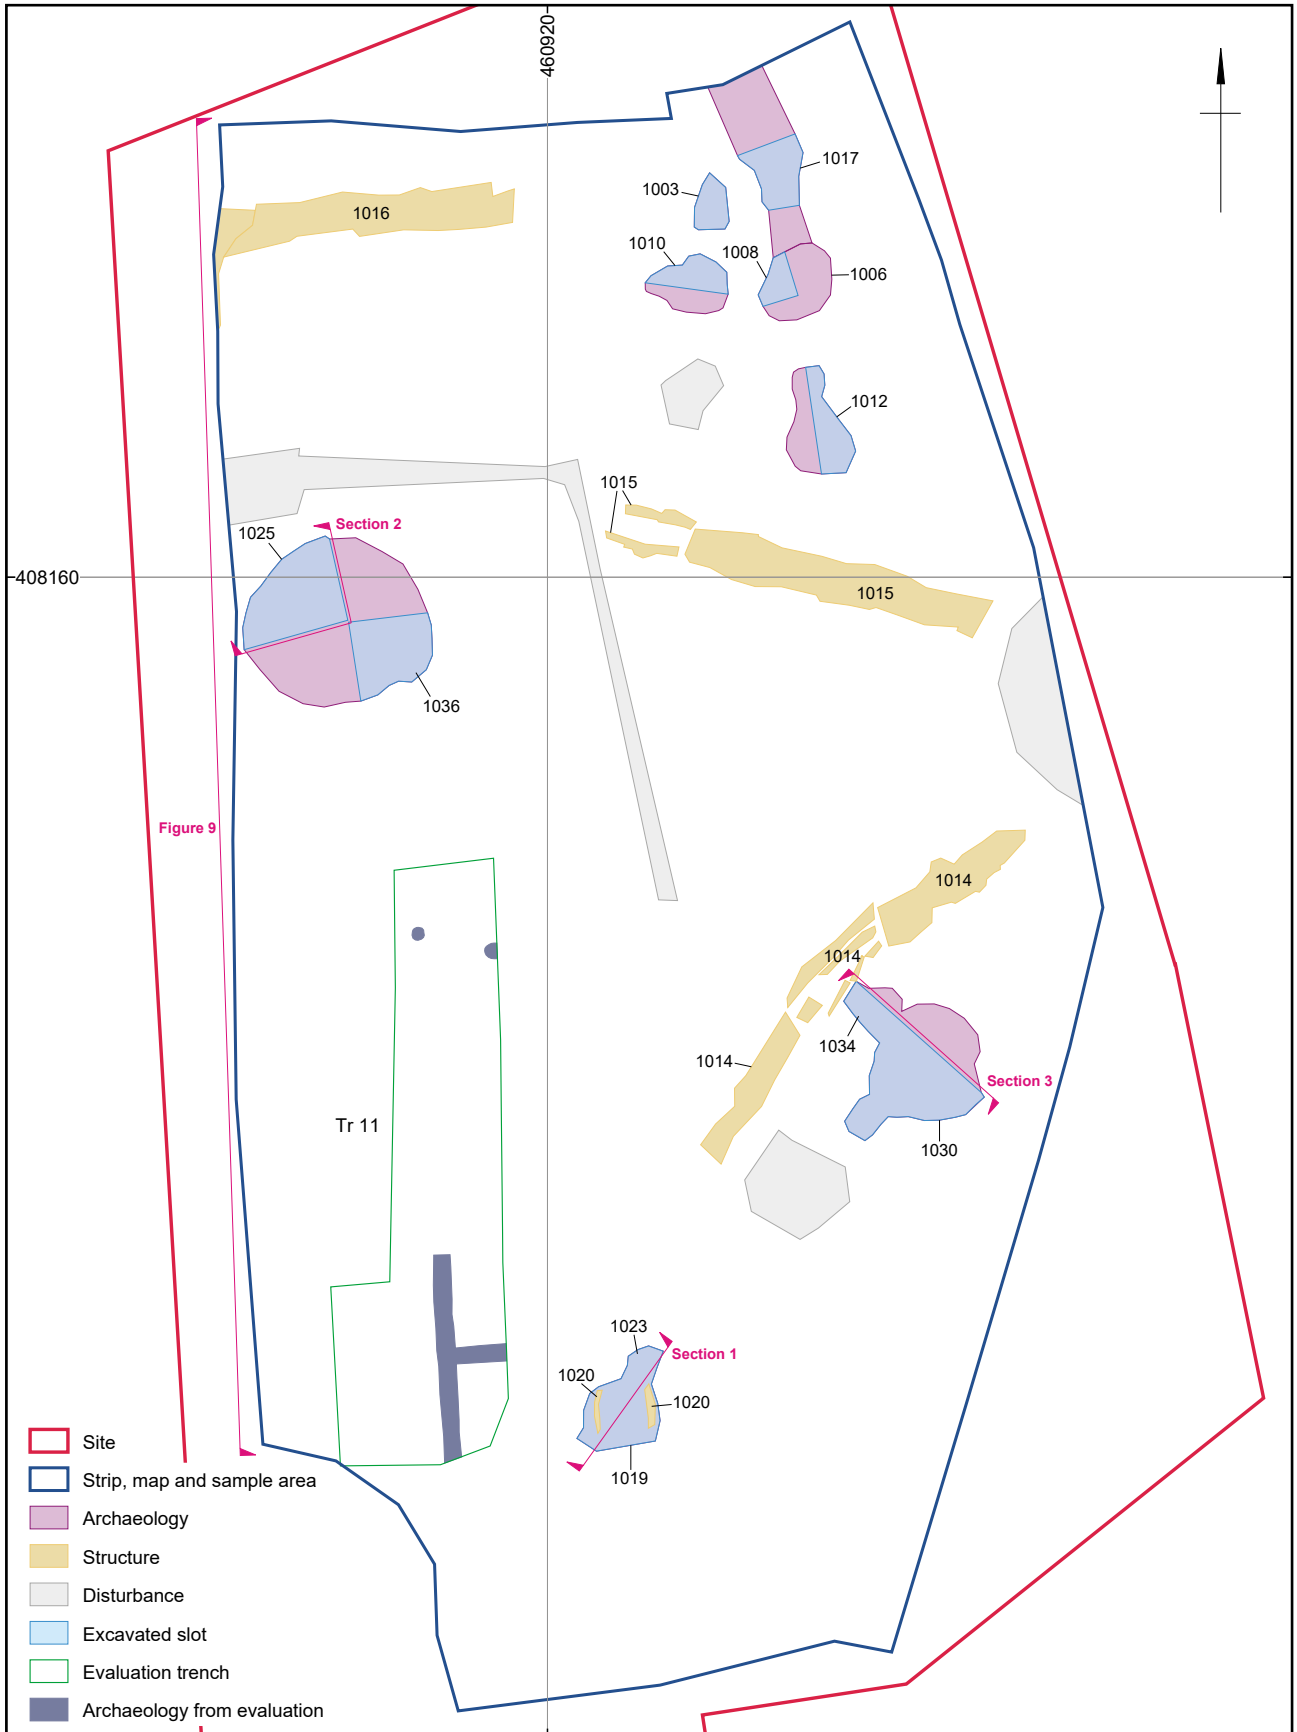 460920
1017
1003
1016
1010
1008
1006
1012
1015
Section 2
1025
408160
1015
1036
Figure 9
1014
1014
1034
1014
Section 3
Tr 11
1030
1023
Section 1
1020
1020
1019
Site
Strip, map and sample area
Archaeology
Structure
Disturbance
Excavated slot
Evaluation trench
Archaeology from evaluation